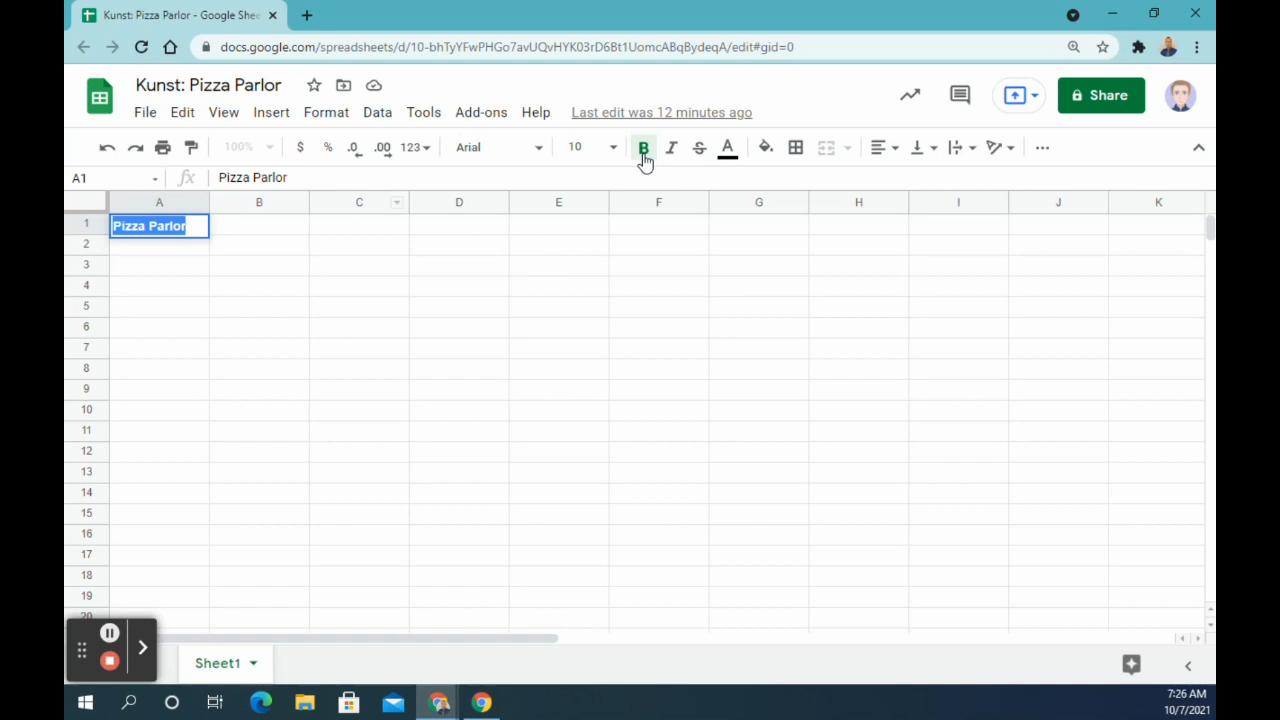 Kunst: Pizza Parlor - Google She
docs.google.com/spreadsheets/d/10-bhTyYFwPHGo7avUQvHYK03rD6Bt1UomcABqBydeqA/edit#gid=0
Kunst: Pizza Parlor
File Edit View Insert Format Data Tools Add-ons Help Last edit was 12 minutes ago
Share
100% $ % .0 .00 123 Arial 10 B I S A
A1 fx Pizza Parlor
A B C D E F G H I J K
1 Pizza Parlor
2
3
4
5
6
7
8
9
10
11
12
13
14
15
16
17
18
19
20
Sheet1
7:26 AM
10/7/2021